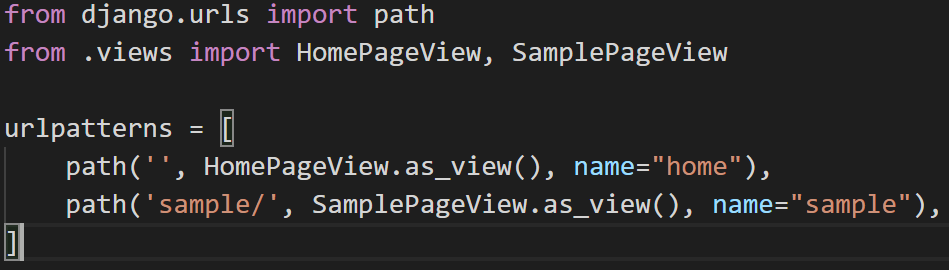 from django.urls import path
from .views import HomePageView, SamplePageView
urlpatterns = [
path('', HomePageView.as_view(), name="home"),
path('sample/', SamplePageView.as_view(), name="sample"),
]